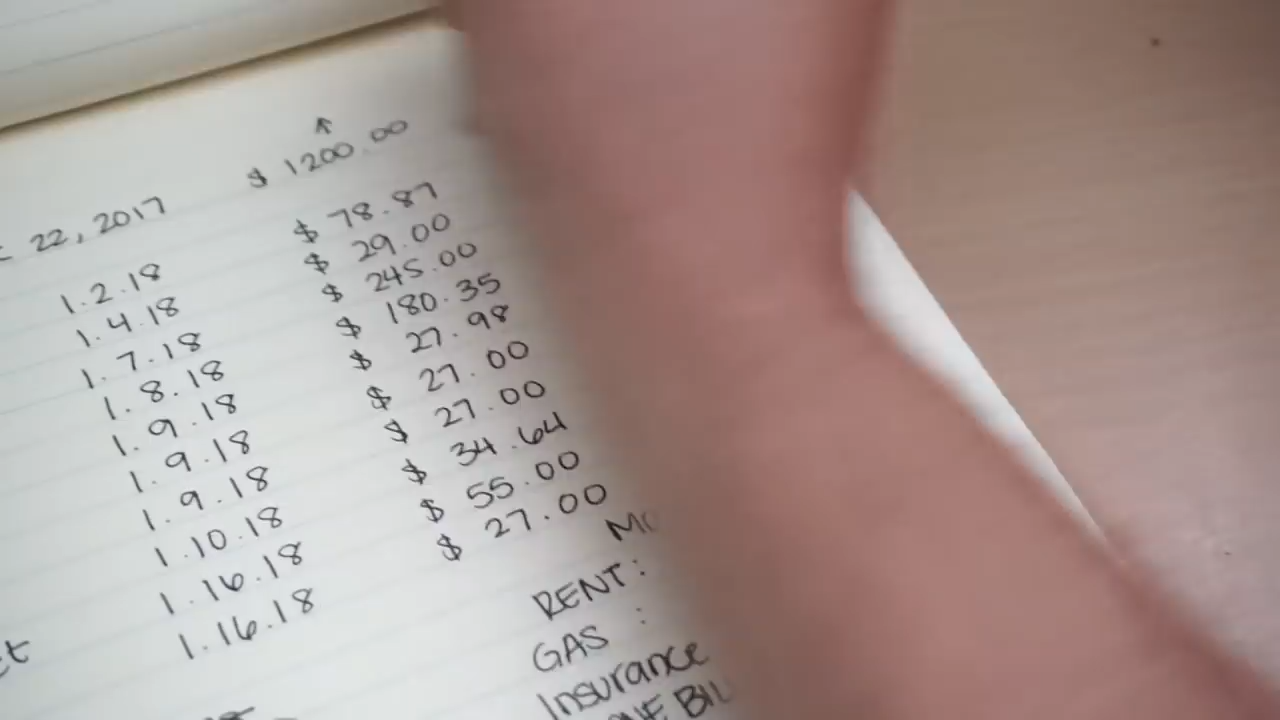 22, 2017 $ 1200.00
1.2.18 $ 78.87
1.4.18 $ 29.00
1.7.18 $ 245.00
1.8.18 $ 180.35
1.9.18 $ 27.98
1.9.18 $ 27.00
1.9.18 $ 27.00
1.10.18 $ 34.64
1.16.18 $ 55.00
1.16.18 $ 27.00
RENT:
GAS :
Insurance